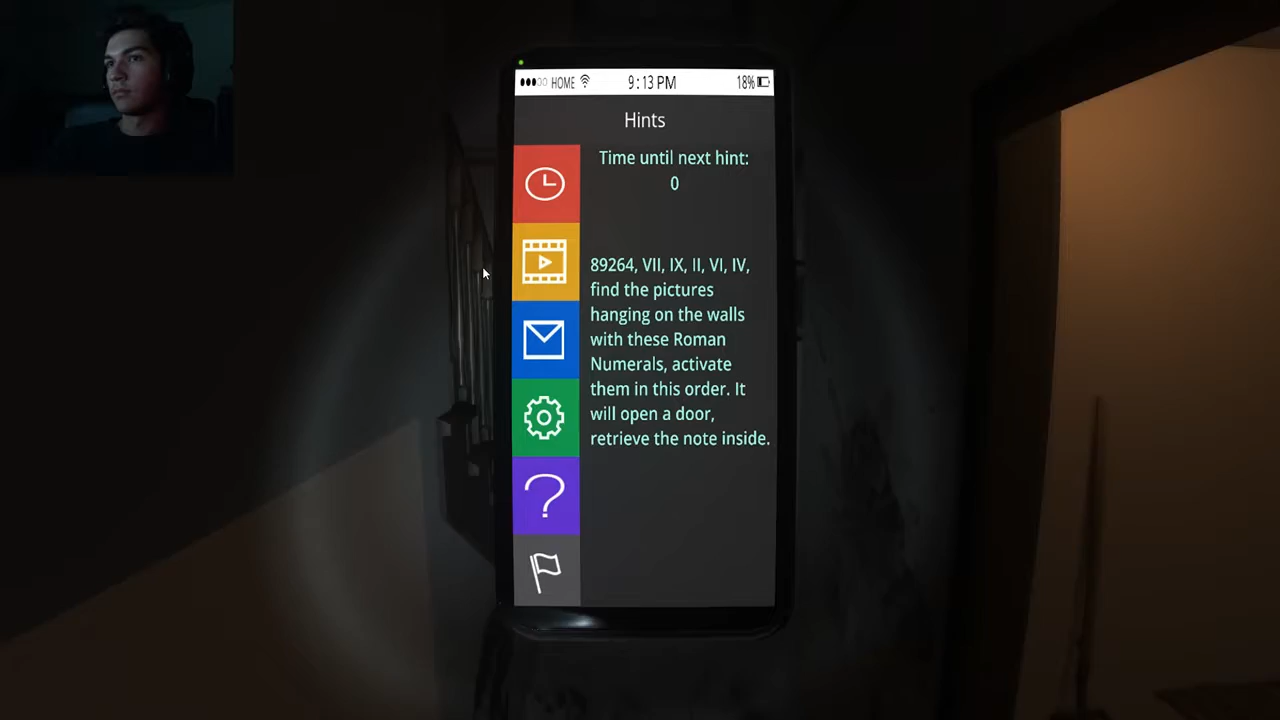 HOME 9:13 PM 18%
Hints
Time until next hint:
0
89264, VII, IX, II, VI, IV,
find the pictures
hanging on the walls
with these Roman
Numerals, activate
them in this order. It
will open a door,
retrieve the note inside.